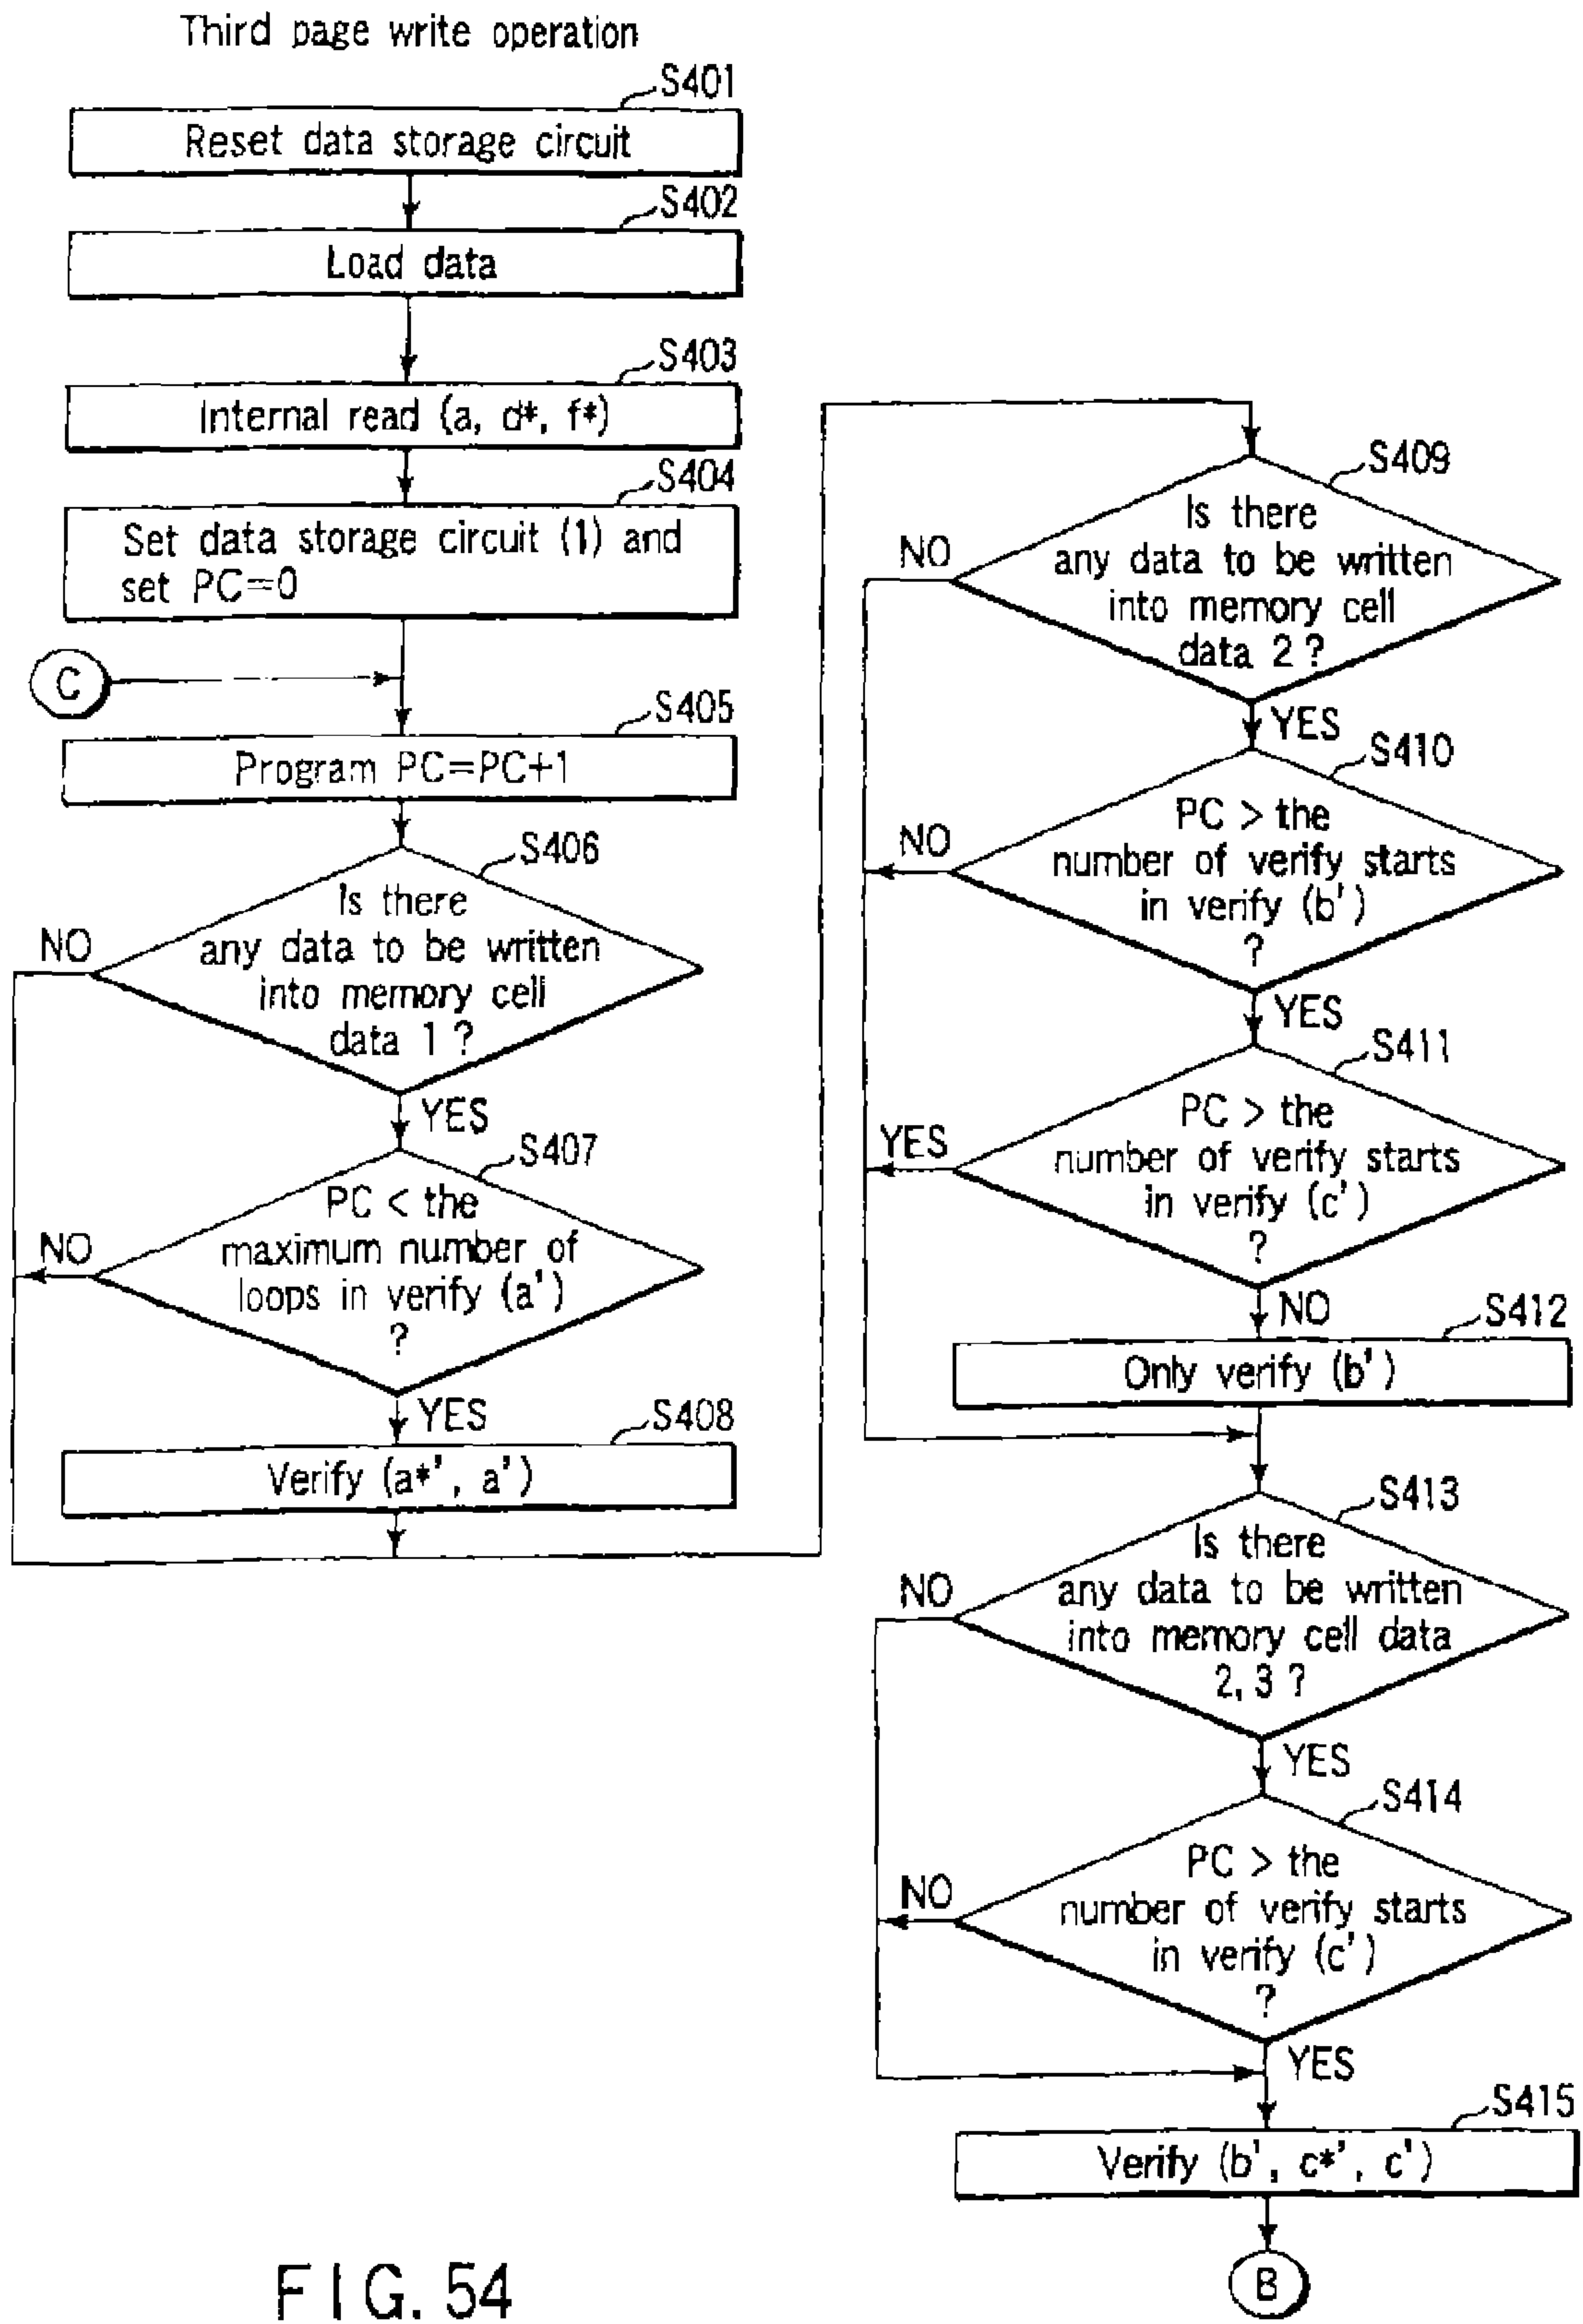 Third page write operation
S401
Reset data storage circuit
S402
Load data
S403
Internal read (a, d*, f*)
S404
Set data storage circuit (1) and
set PC=0
C
S405
Program PC=PC+1
S406
Is there
any data to be written
into memory cell
data 1 ?
NO
YES
S407
PC < the
maximum number of
loops in verify (a')
?
NO
YES
S408
Verify (a*', a')
S409
Is there
any data to be written
into memory cell
data 2 ?
NO
YES
S410
PC > the
number of verify starts
in verify (b')
?
NO
YES
S411
PC > the
number of verify starts
in verify (c')
?
YES
NO
S412
Only verify (b')
S413
Is there
any data to be written
into memory cell data
2, 3 ?
NO
YES
S414
PC > the
number of verify starts
in verify (c')
?
NO
YES
S415
Verify (b', c*', c')
B
FIG. 54